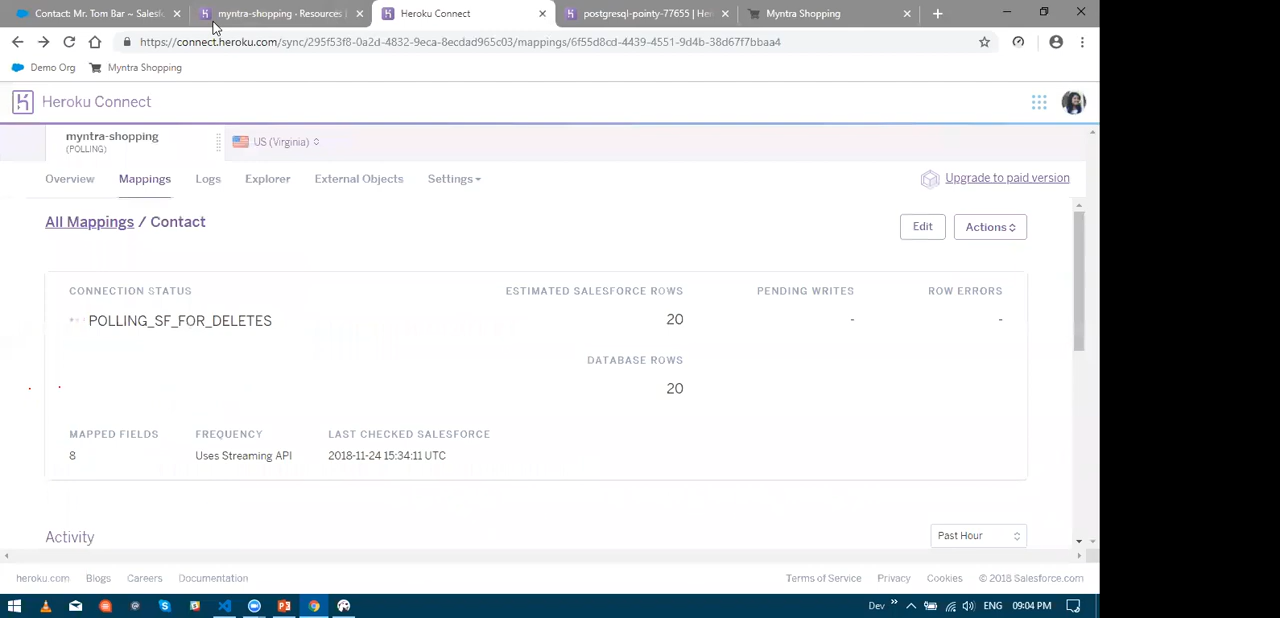 Contact: Mr. Tom Bar ~ Salesf
myntra-shopping · Resources |
Heroku Connect
postgresql-pointy-77655 | He
Myntra Shopping
https://connect.heroku.com/sync/295f53f8-0a2d-4832-9eca-8ecdad965c03/mappings/6f55d8cd-4439-4551-9d4b-38d67f7bbaa4
Demo Org
Myntra Shopping
Heroku Connect
myntra-shopping
(POLLING)
US (Virginia)
Overview
Mappings
Logs
Explorer
External Objects
Settings
Upgrade to paid version
All Mappings / Contact
Edit
Actions
CONNECTION STATUS
ESTIMATED SALESFORCE ROWS
PENDING WRITES
ROW ERRORS
POLLING_SF_FOR_DELETES
20
-
-
DATABASE ROWS
20
MAPPED FIELDS
FREQUENCY
LAST CHECKED SALESFORCE
8
Uses Streaming API
2018-11-24 15:34:11 UTC
Activity
Past Hour
heroku.com
Blogs
Careers
Documentation
Terms of Service
Privacy
Cookies
© 2018 Salesforce.com
Dev
ENG
09:04 PM